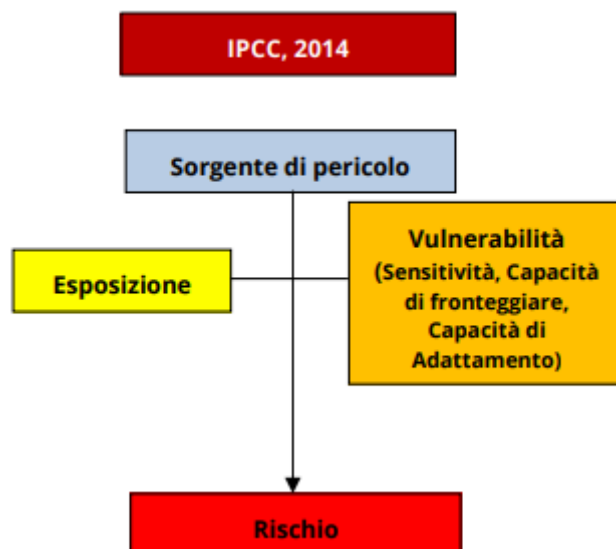 IPCC, 2014
Sorgente di pericolo
Esposizione
Vulnerabilità
(Sensitività, Capacità
di fronteggiare,
Capacità di
Adattamento)
Rischio